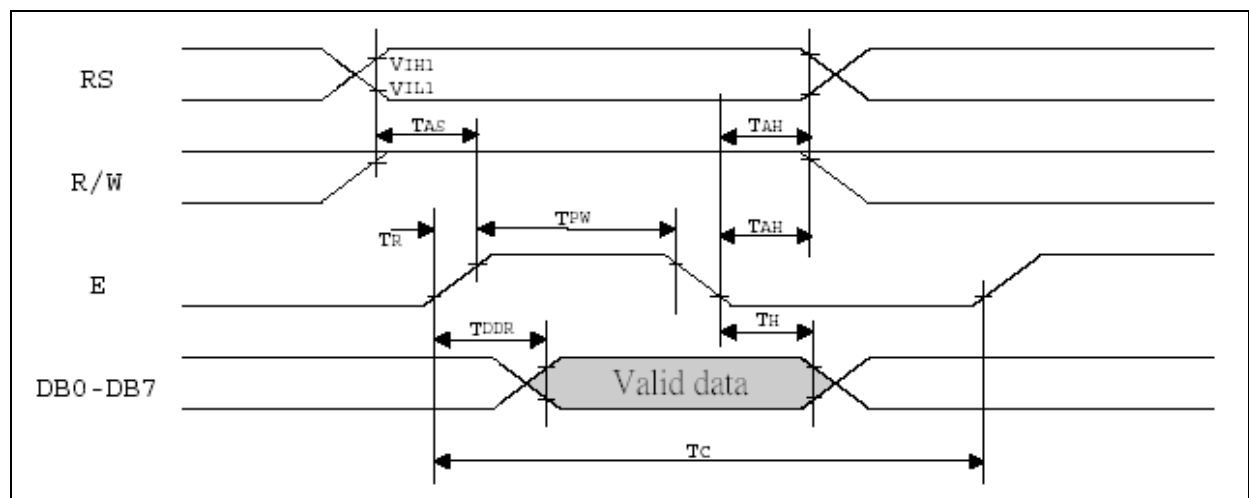 RS
VIH1
VIL1
TAS
TAH
R/W
TPW
TAH
TR
E
TDDR
TH
DB0-DB7
Valid data
TC